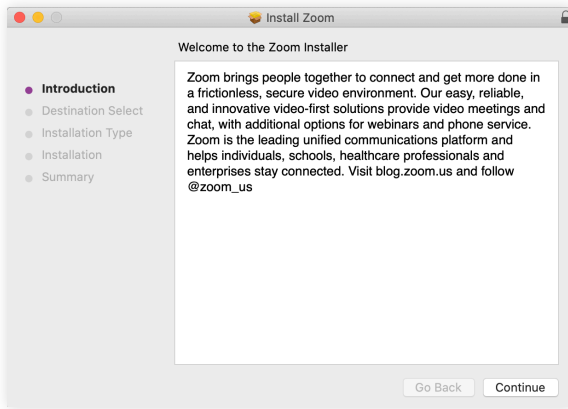 Install Zoom
Welcome to the Zoom Installer
Introduction
Destination Select
Installation Type
Installation
Summary
Zoom brings people together to connect and get more done in
a frictionless, secure video environment. Our easy, reliable,
and innovative video-first solutions provide video meetings and
chat, with additional options for webinars and phone service.
Zoom is the leading unified communications platform and
helps individuals, schools, healthcare professionals and
enterprises stay connected. Visit blog.zoom.us and follow
@zoom_us
Go Back
Continue